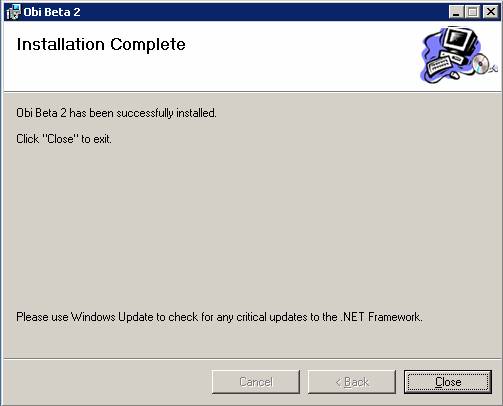 Obi Beta 2
Installation Complete
Obi Beta 2 has been successfully installed.
Click "Close" to exit.
Please use Windows Update to check for any critical updates to the .NET Framework.
Cancel
< Back
Close